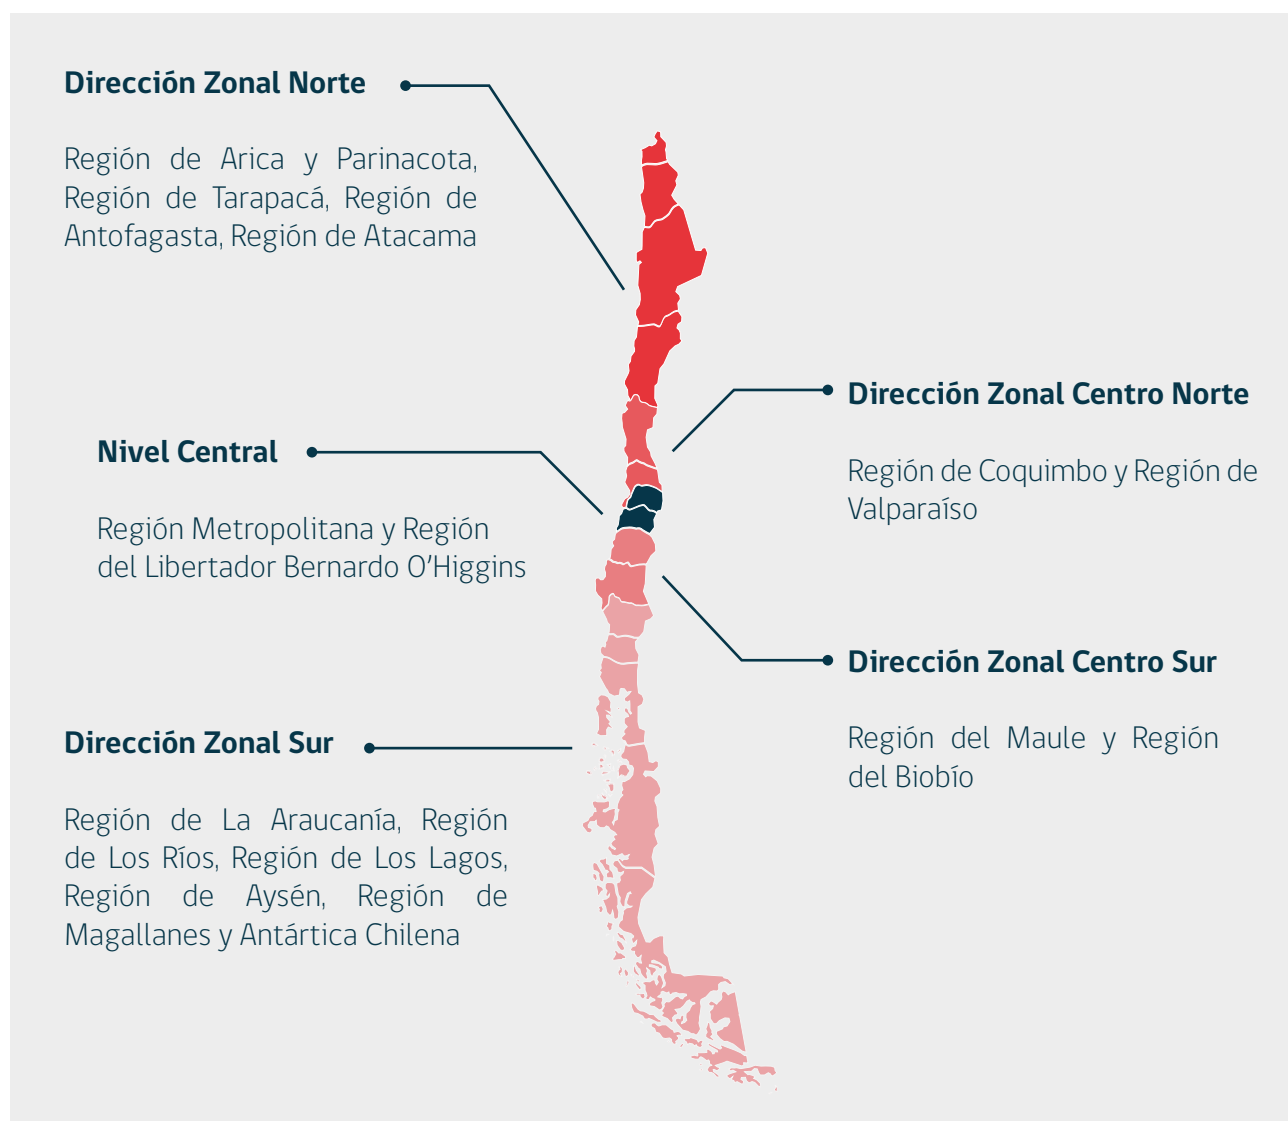 Dirección Zonal Norte
Región de Arica y Parinacota,
Región de Tarapacá, Región de
Antofagasta, Región de Atacama
Dirección Zonal Centro Norte
Región de Coquimbo y Región de
Valparaíso
Nivel Central
Región Metropolitana y Región
del Libertador Bernardo O'Higgins
Dirección Zonal Centro Sur
Región del Maule y Región
del Biobío
Dirección Zonal Sur
Región de La Araucanía, Región
de Los Ríos, Región de Los Lagos,
Región de Aysén, Región de
Magallanes y Antártica Chilena